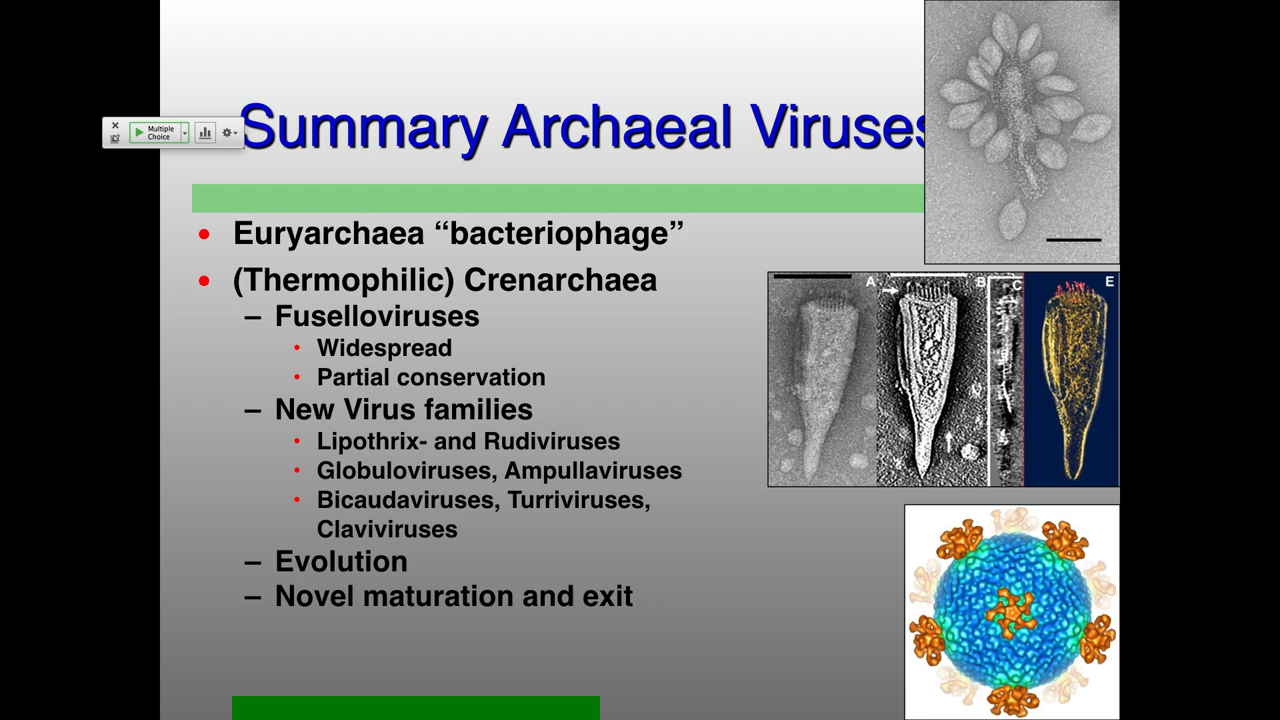 Summary Archaeal Viruses
Multiple
Choice
Euryarchaea “bacteriophage”
(Thermophilic) Crenarchaea
– Fuselloviruses
Widespread
Partial conservation
– New Virus families
Lipothrix- and Rudiviruses
Globuloviruses, Ampullaviruses
Bicaudaviruses, Turriviruses,
Claviviruses
– Evolution
– Novel maturation and exit
A B C E